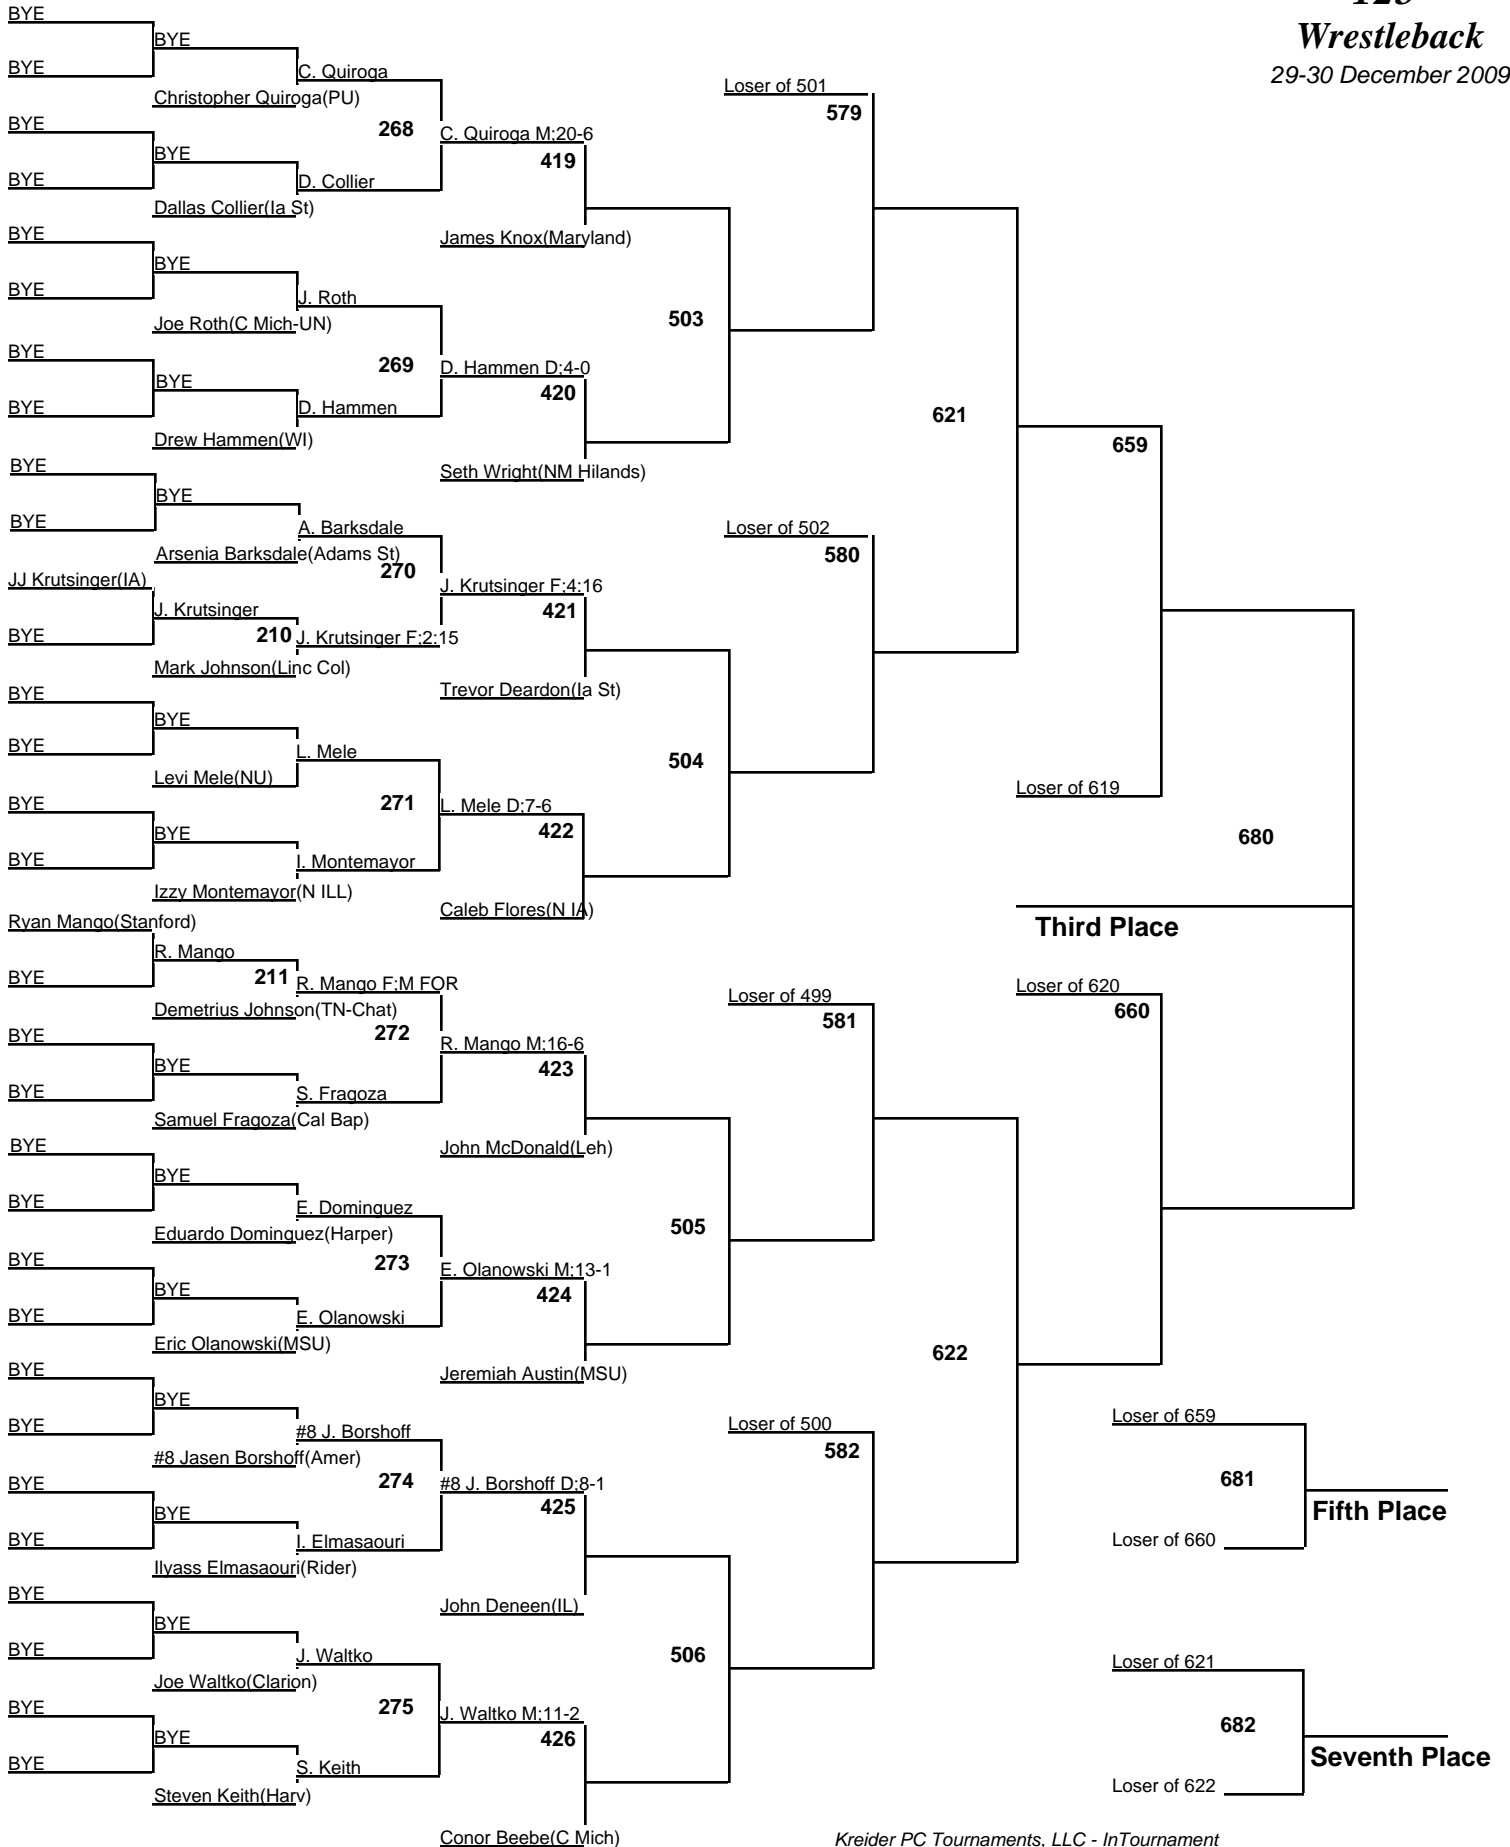 125
Wrestleback
29-30 December 2009
BYE
BYE
BYE
C. Quiroga
Christopher Quiroga(PU)
268
BYE
BYE
BYE
D. Collier
Dallas Collier(Ia St)
C. Quiroga M;20-6
419
James Knox(Maryland)
Loser of 501
579
BYE
BYE
BYE
J. Roth
Joe Roth(C Mich-UN)
269
BYE
BYE
BYE
D. Hammen
Drew Hammen(WI)
D. Hammen D;4-0
420
Seth Wright(NM Hilands)
503
621
659
BYE
BYE
BYE
A. Barksdale
Arsenia Barksdale(Adams St)
270
JJ Krutsinger(IA)
J. Krutsinger
BYE
210
J. Krutsinger F;2:15
Mark Johnson(Linc Col)
J. Krutsinger F;4:16
421
Trevor Deardon(Ia St)
Loser of 502
580
BYE
BYE
BYE
L. Mele
Levi Mele(NU)
271
BYE
BYE
BYE
I. Montemayor
Izzy Montemayor(N ILL)
L. Mele D;7-6
422
Caleb Flores(N IA)
504
Loser of 619
680
Third Place
Ryan Mango(Stanford)
R. Mango
BYE
211
R. Mango F;M FOR
Demetrius Johnson(TN-Chat)
272
BYE
BYE
BYE
S. Fragoza
Samuel Fragoza(Cal Bap)
R. Mango M;16-6
423
John McDonald(Leh)
Loser of 499
581
Loser of 620
660
BYE
BYE
BYE
E. Dominguez
Eduardo Dominguez(Harper)
273
BYE
BYE
BYE
E. Olanowski
Eric Olanowski(MSU)
E. Olanowski M;13-1
424
Jeremiah Austin(MSU)
505
622
BYE
BYE
BYE
#8 J. Borshoff
#8 Jasen Borshoff(Amer)
274
BYE
BYE
BYE
I. Elmasaouri
Ilyass Elmasaouri(Rider)
#8 J. Borshoff D;8-1
425
John Deneen(IL)
Loser of 500
582
Loser of 659
681
Fifth Place
Loser of 660
BYE
BYE
BYE
J. Waltko
Joe Waltko(Clarion)
275
BYE
BYE
BYE
S. Keith
Steven Keith(Harv)
J. Waltko M;11-2
426
Conor Beebe(C Mich)
506
Loser of 621
682
Seventh Place
Loser of 622
Kreider PC Tournaments, LLC - InTournament